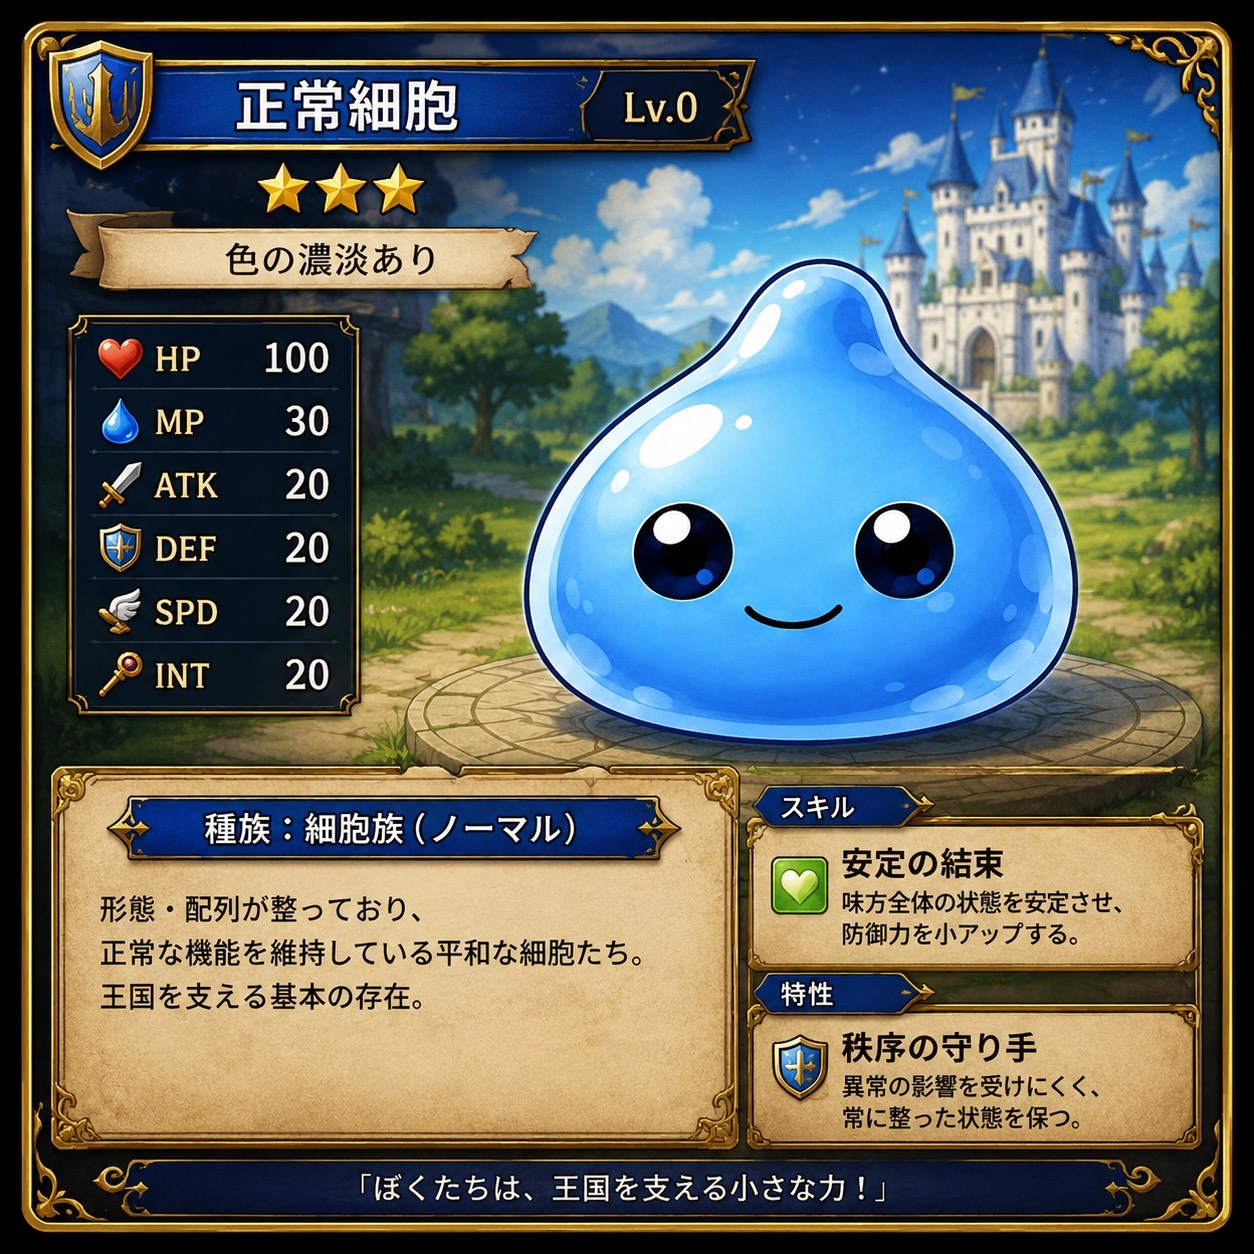 正常細胞
Lv.0
色の濃淡あり
HP 100
MP 30
ATK 20
DEF 20
SPD 20
INT 20
種族：細胞族（ノーマル）
形態・配列が整っており、
正常な機能を維持している平和な細胞たち。
王国を支える基本の存在。
スキル
安定の結束
味方全体の状態を安定させ、
防御力を小アップする。
特性
秩序の守り手
異常の影響を受けにくく、
常に整った状態を保つ。
「ぼくたちは、王国を支える小さな力！」